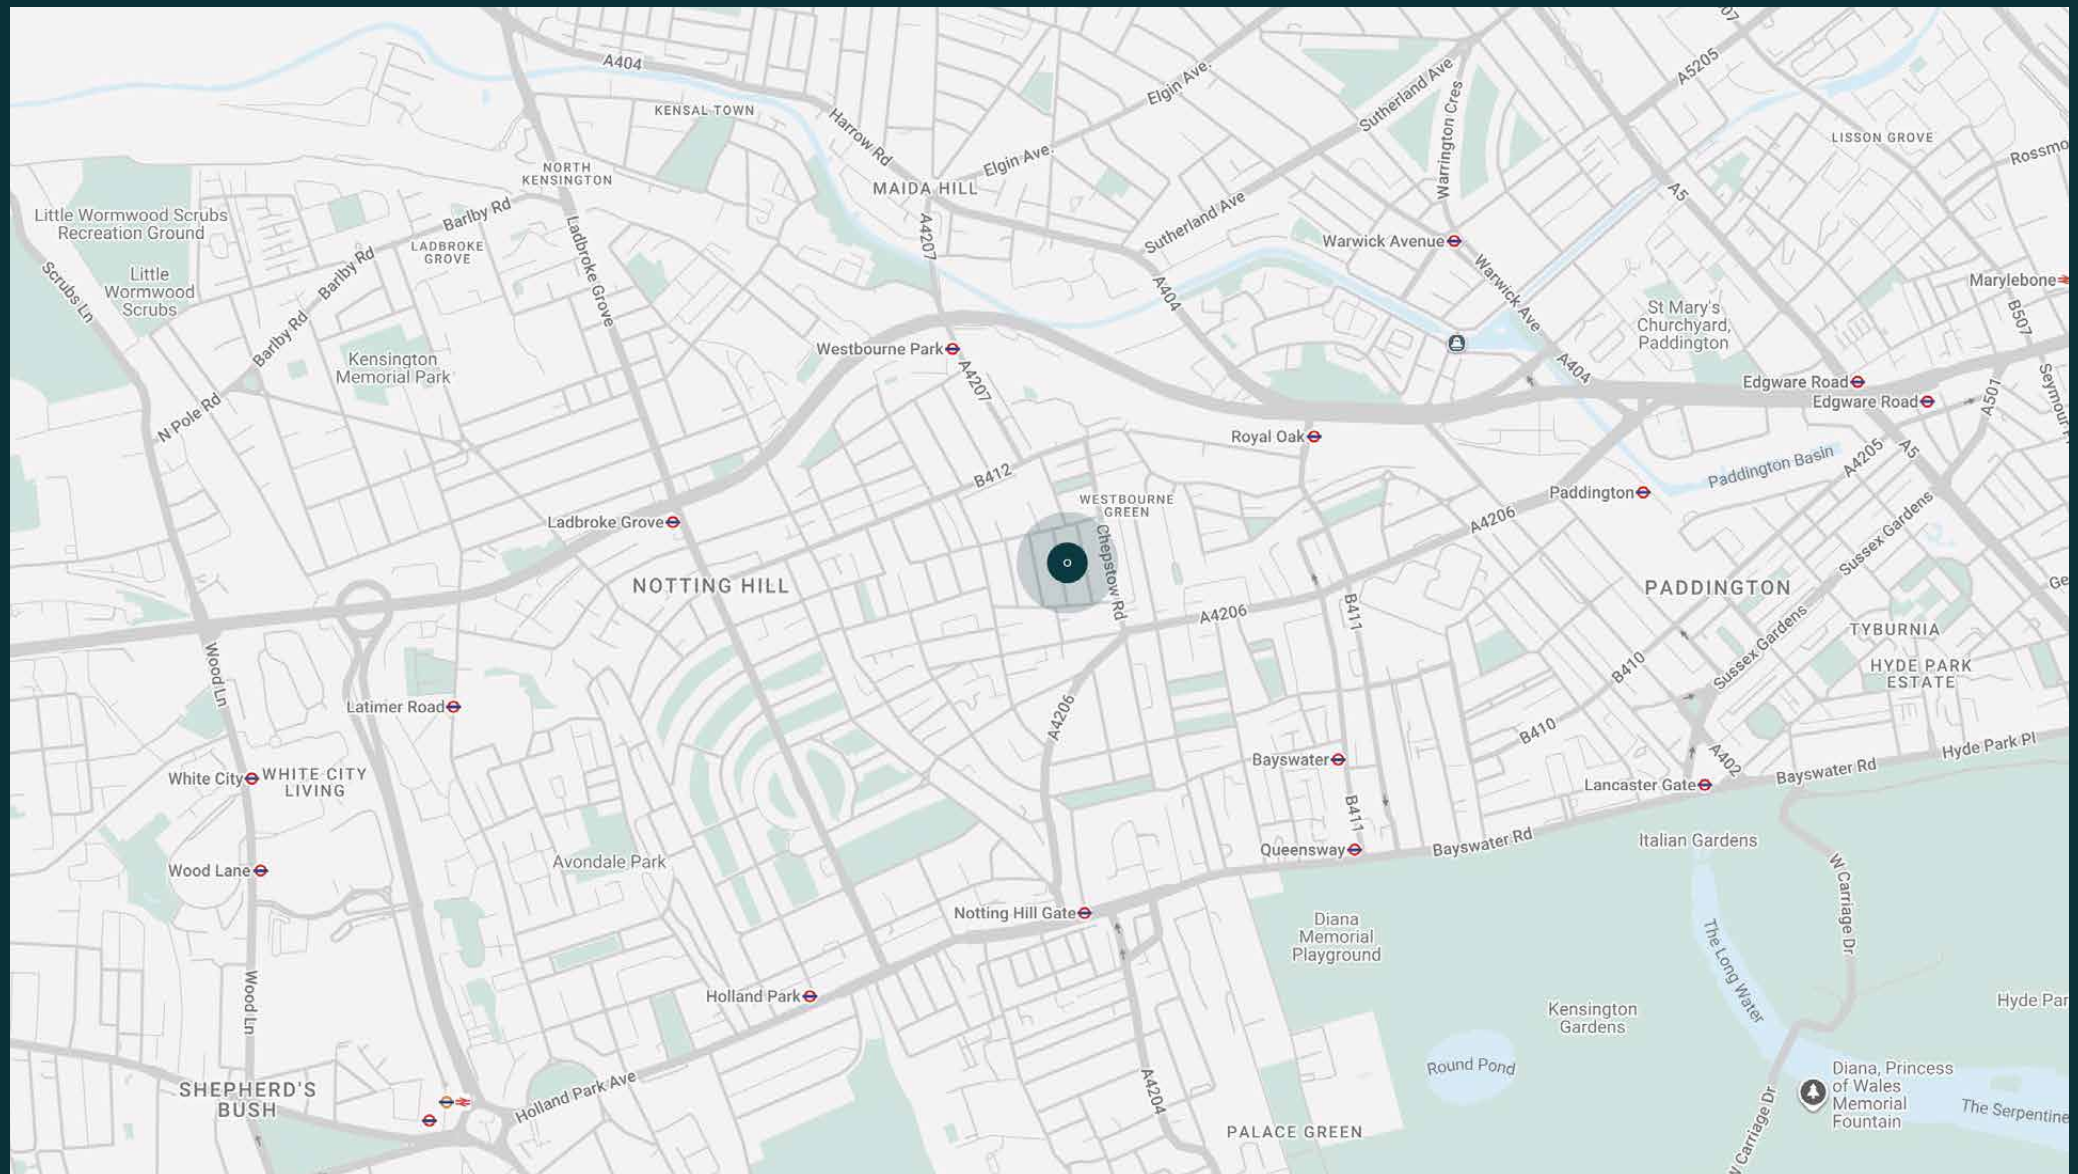 A404
KENSAL TOWN
Harrow Rd
Elgin Ave.
Elgin Ave.
Sutherland Ave
Sutherland Ave
Warrington Cres
A5205
07
LISSON GROVE
Rossmo
NORTH
KENSINGTON
MAIDA HILL
A5
Little Wormwood Scrubs
Recreation Ground
Little
Wormwood
Scrubs
Scrubs Ln
Barlby Rd
Barlby Rd
Barlby Rd
LADBROKE
GROVE
Ladbroke Grove
A4207
Warwick Avenue
Warwick Ave
A404
Marylebone
B507
St Mary's
Churchyard,
Paddington
Kensington
Memorial Park
Westbourne Park
A4207
A404
N Pole Rd
Edgware Road
Edgware Road
A501
Seymour
Royal Oak
A4205
A5
Paddington Basin
B412
WESTBOURNE
GREEN
Paddington
A4206
Sussex Gardens
Ladbroke Grove
Chepstow Rd
NOTTING HILL
PADDINGTON
Ge
A4206
B411
TYBURNIA
Sussex Gardens
B410
HYDE PARK
ESTATE
Wood Ln
Latimer Road
A4206
B410
Hyde Park Pl
Bayswater
A402
Bayswater Rd
White City
WHITE CITY
LIVING
Lancaster Gate
B411
Bayswater Rd
Italian Gardens
Queensway
Avondale Park
Wood Lane
W Carriage Dr
Notting Hill Gate
Diana
Memorial
Playground
The Long Water
Wood Ln
Holland Park
Kensington
Gardens
Hyde Par
SHEPHERD'S
BUSH
Holland Park Ave
A4204
Round Pond
Diana, Princess
of Wales
Memorial
Fountain
The Serpentine
PALACE GREEN
W Carriage Dr